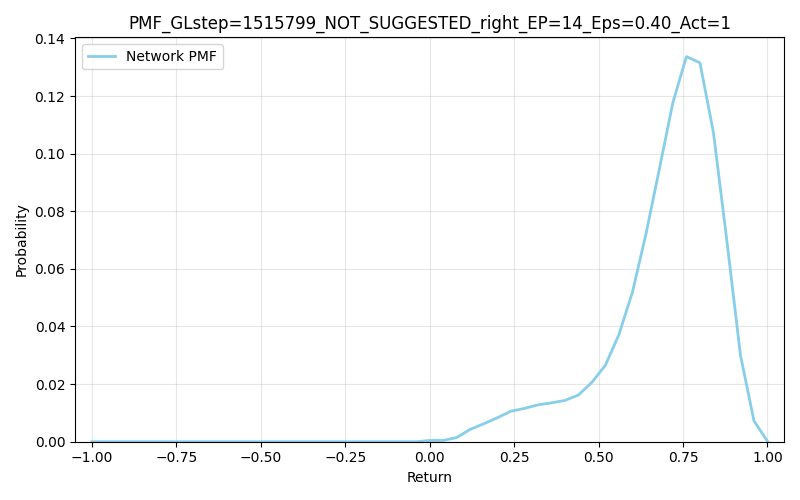 PMF_GLstep=1515799_NOT_SUGGESTED_right_EP=14_Eps=0.40_Act=1
Network PMF
0.14
0.12
0.10
0.08
0.06
0.04
0.02
0.00
Probability
−1.00 −0.75 −0.50 −0.25 0.00 0.25 0.50 0.75 1.00
Return